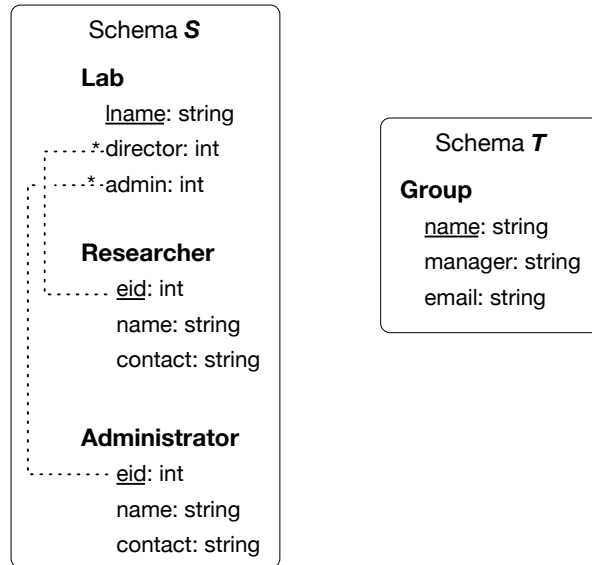 Schema S
Lab
lname: string
* director: int
* admin: int
Researcher
eid: int
name: string
contact: string
Administrator
eid: int
name: string
contact: string
Schema T
Group
name: string
manager: string
email: string